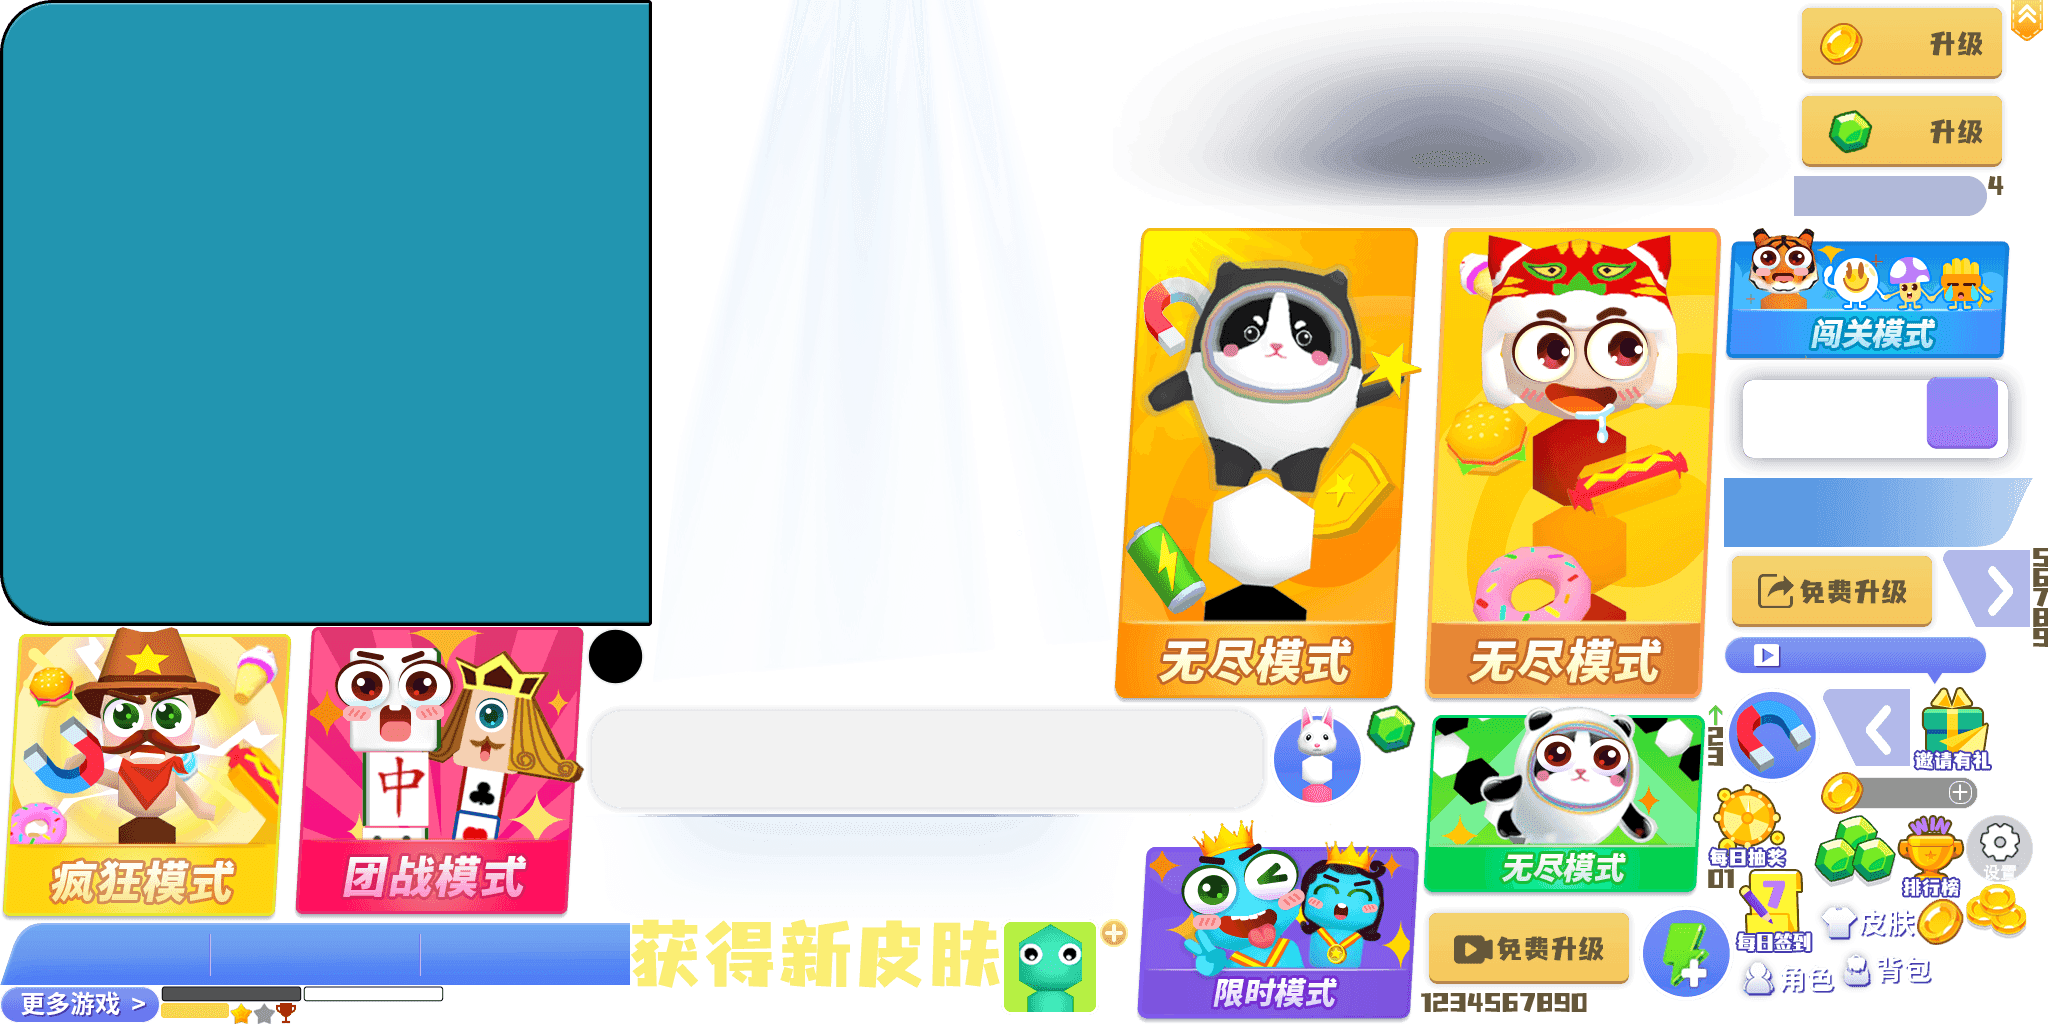 升级
升级
4
闯关模式
无尽模式
无尽模式
免费升级
56789
疯狂模式
团战模式
中
123
邀请有礼
无尽模式
每日抽奖
01
WIN
排行榜
设置
7
每日签到
皮肤
角色
背包
获得新皮肤
限时模式
免费升级
1234567890
更多游戏 >